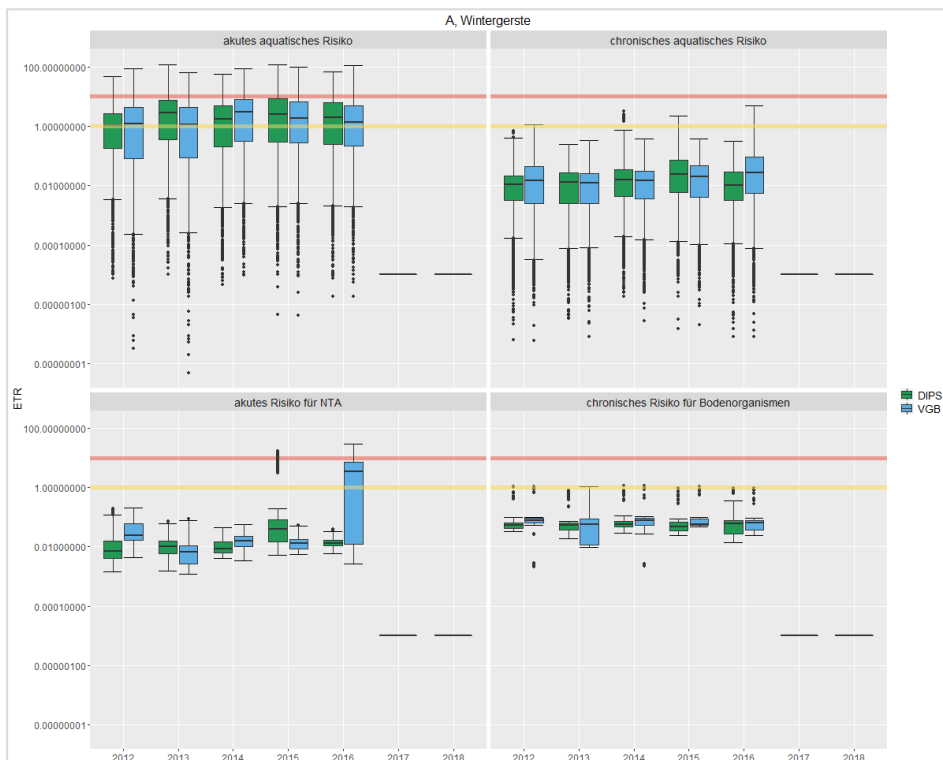 A, Wintergerste
akutes aquatisches Risiko
chronisches aquatisches Risiko
100.00000000
1.00000000
0.01000000
0.00010000
0.00000100
0.00000001
ETR
akutes Risiko für NTA
chronisches Risiko für Bodenorganismen
DIPS
VGB
100.00000000
1.00000000
0.01000000
0.00010000
0.00000100
0.00000001
2012 2013 2014 2015 2016 2017 2018
2012 2013 2014 2015 2016 2017 2018